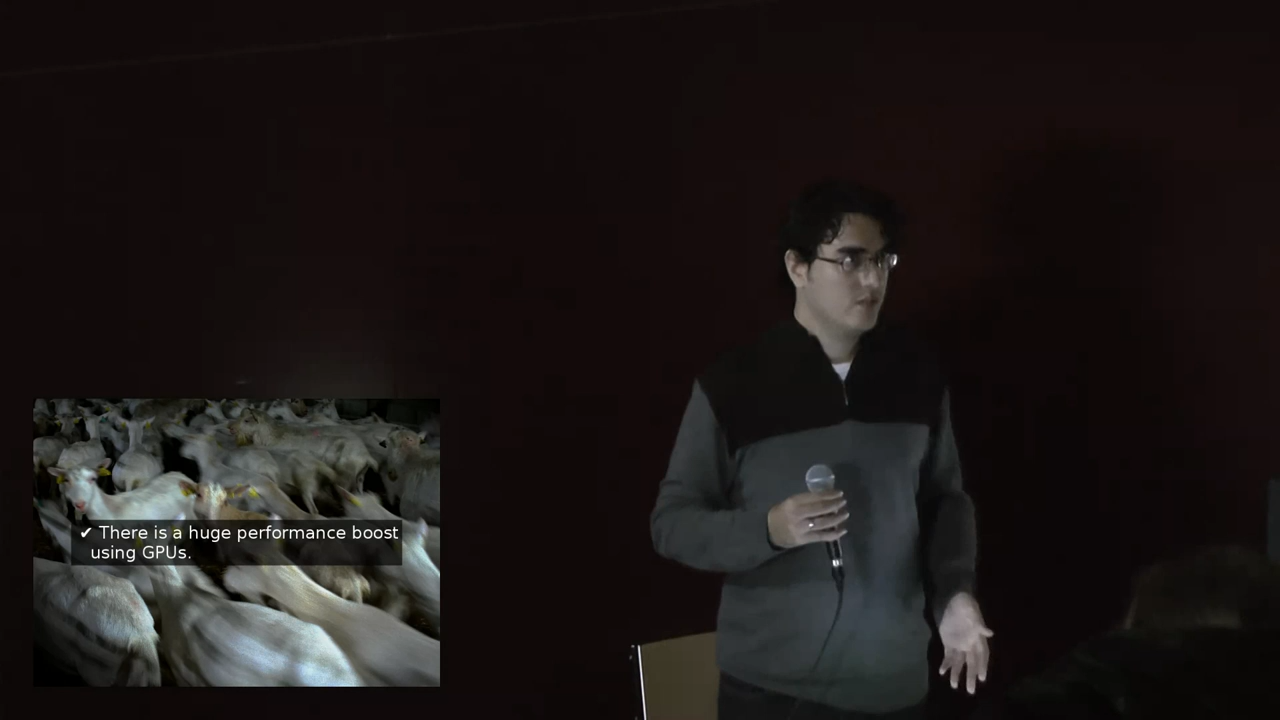 ✔ There is a huge performance boost
using GPUs.